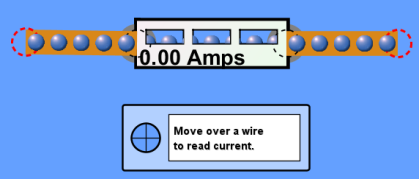 0.00 Amps
Move over a wire
to read current.